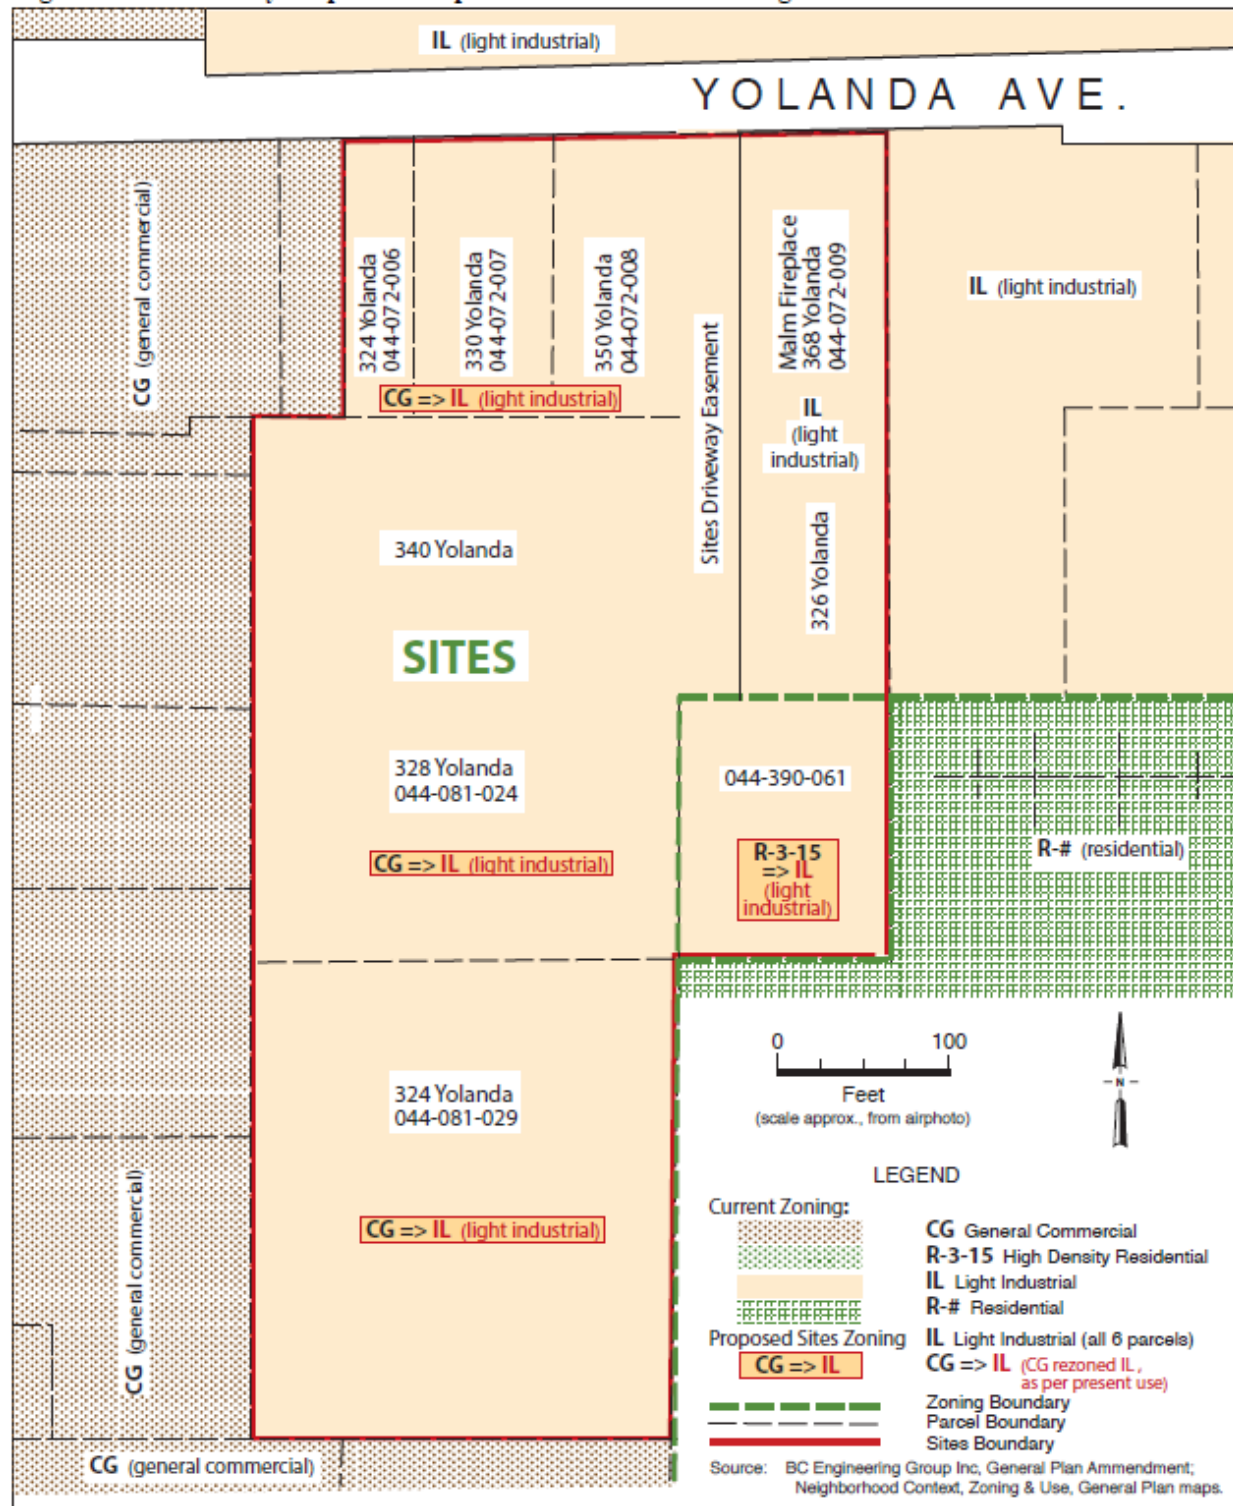 IL (light industrial)
YOLANDA AVE.
CG (general commercial)
324 Yolanda
044-072-006
330 Yolanda
044-072-007
350 Yolanda
044-072-008
Sites Driveway Easement
Malm Fireplace
368 Yolanda
044-072-009
IL (light industrial)
CG => IL (light industrial)
IL
(light
industrial)
326 Yolanda
340 Yolanda
SITES
328 Yolanda
044-081-024
044-390-061
CG => IL (light industrial)
R-3-15
=> IL
(light
industrial)
R-# (residential)
324 Yolanda
044-081-029
CG => IL (light industrial)
CG (general commercial)
CG (general commercial)
0 100
Feet
(scale approx., from airphoto)
N
LEGEND
Current Zoning:
CG General Commercial
R-3-15 High Density Residential
IL Light Industrial
R-# Residential
Proposed Sites Zoning IL Light Industrial (all 6 parcels)
CG => IL CG => IL (CG rezoned IL,
as per present use)
Zoning Boundary
Parcel Boundary
Sites Boundary
Source: BC Engineering Group Inc, General Plan Ammendment;
Neighborhood Context, Zoning & Use, General Plan maps.